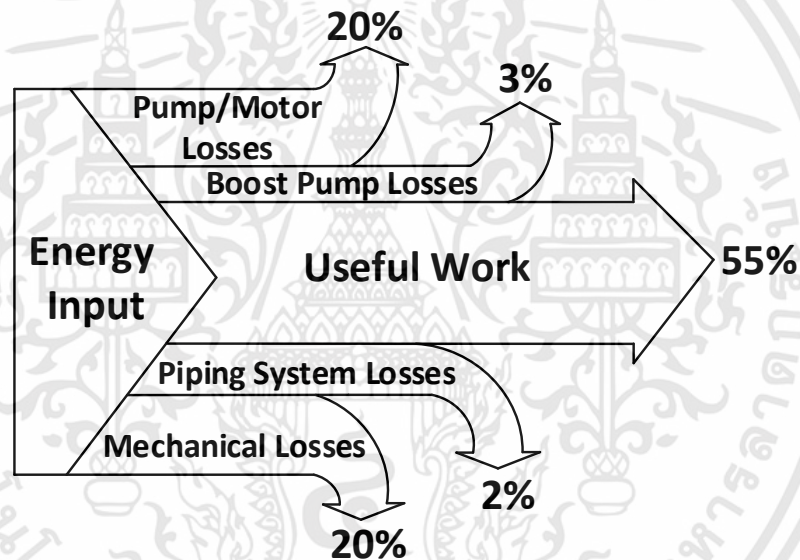 20%
3%
Pump/Motor
Losses
Boost Pump Losses
Energy
Input
Useful Work
55%
Piping System Losses
Mechanical Losses
2%
20%